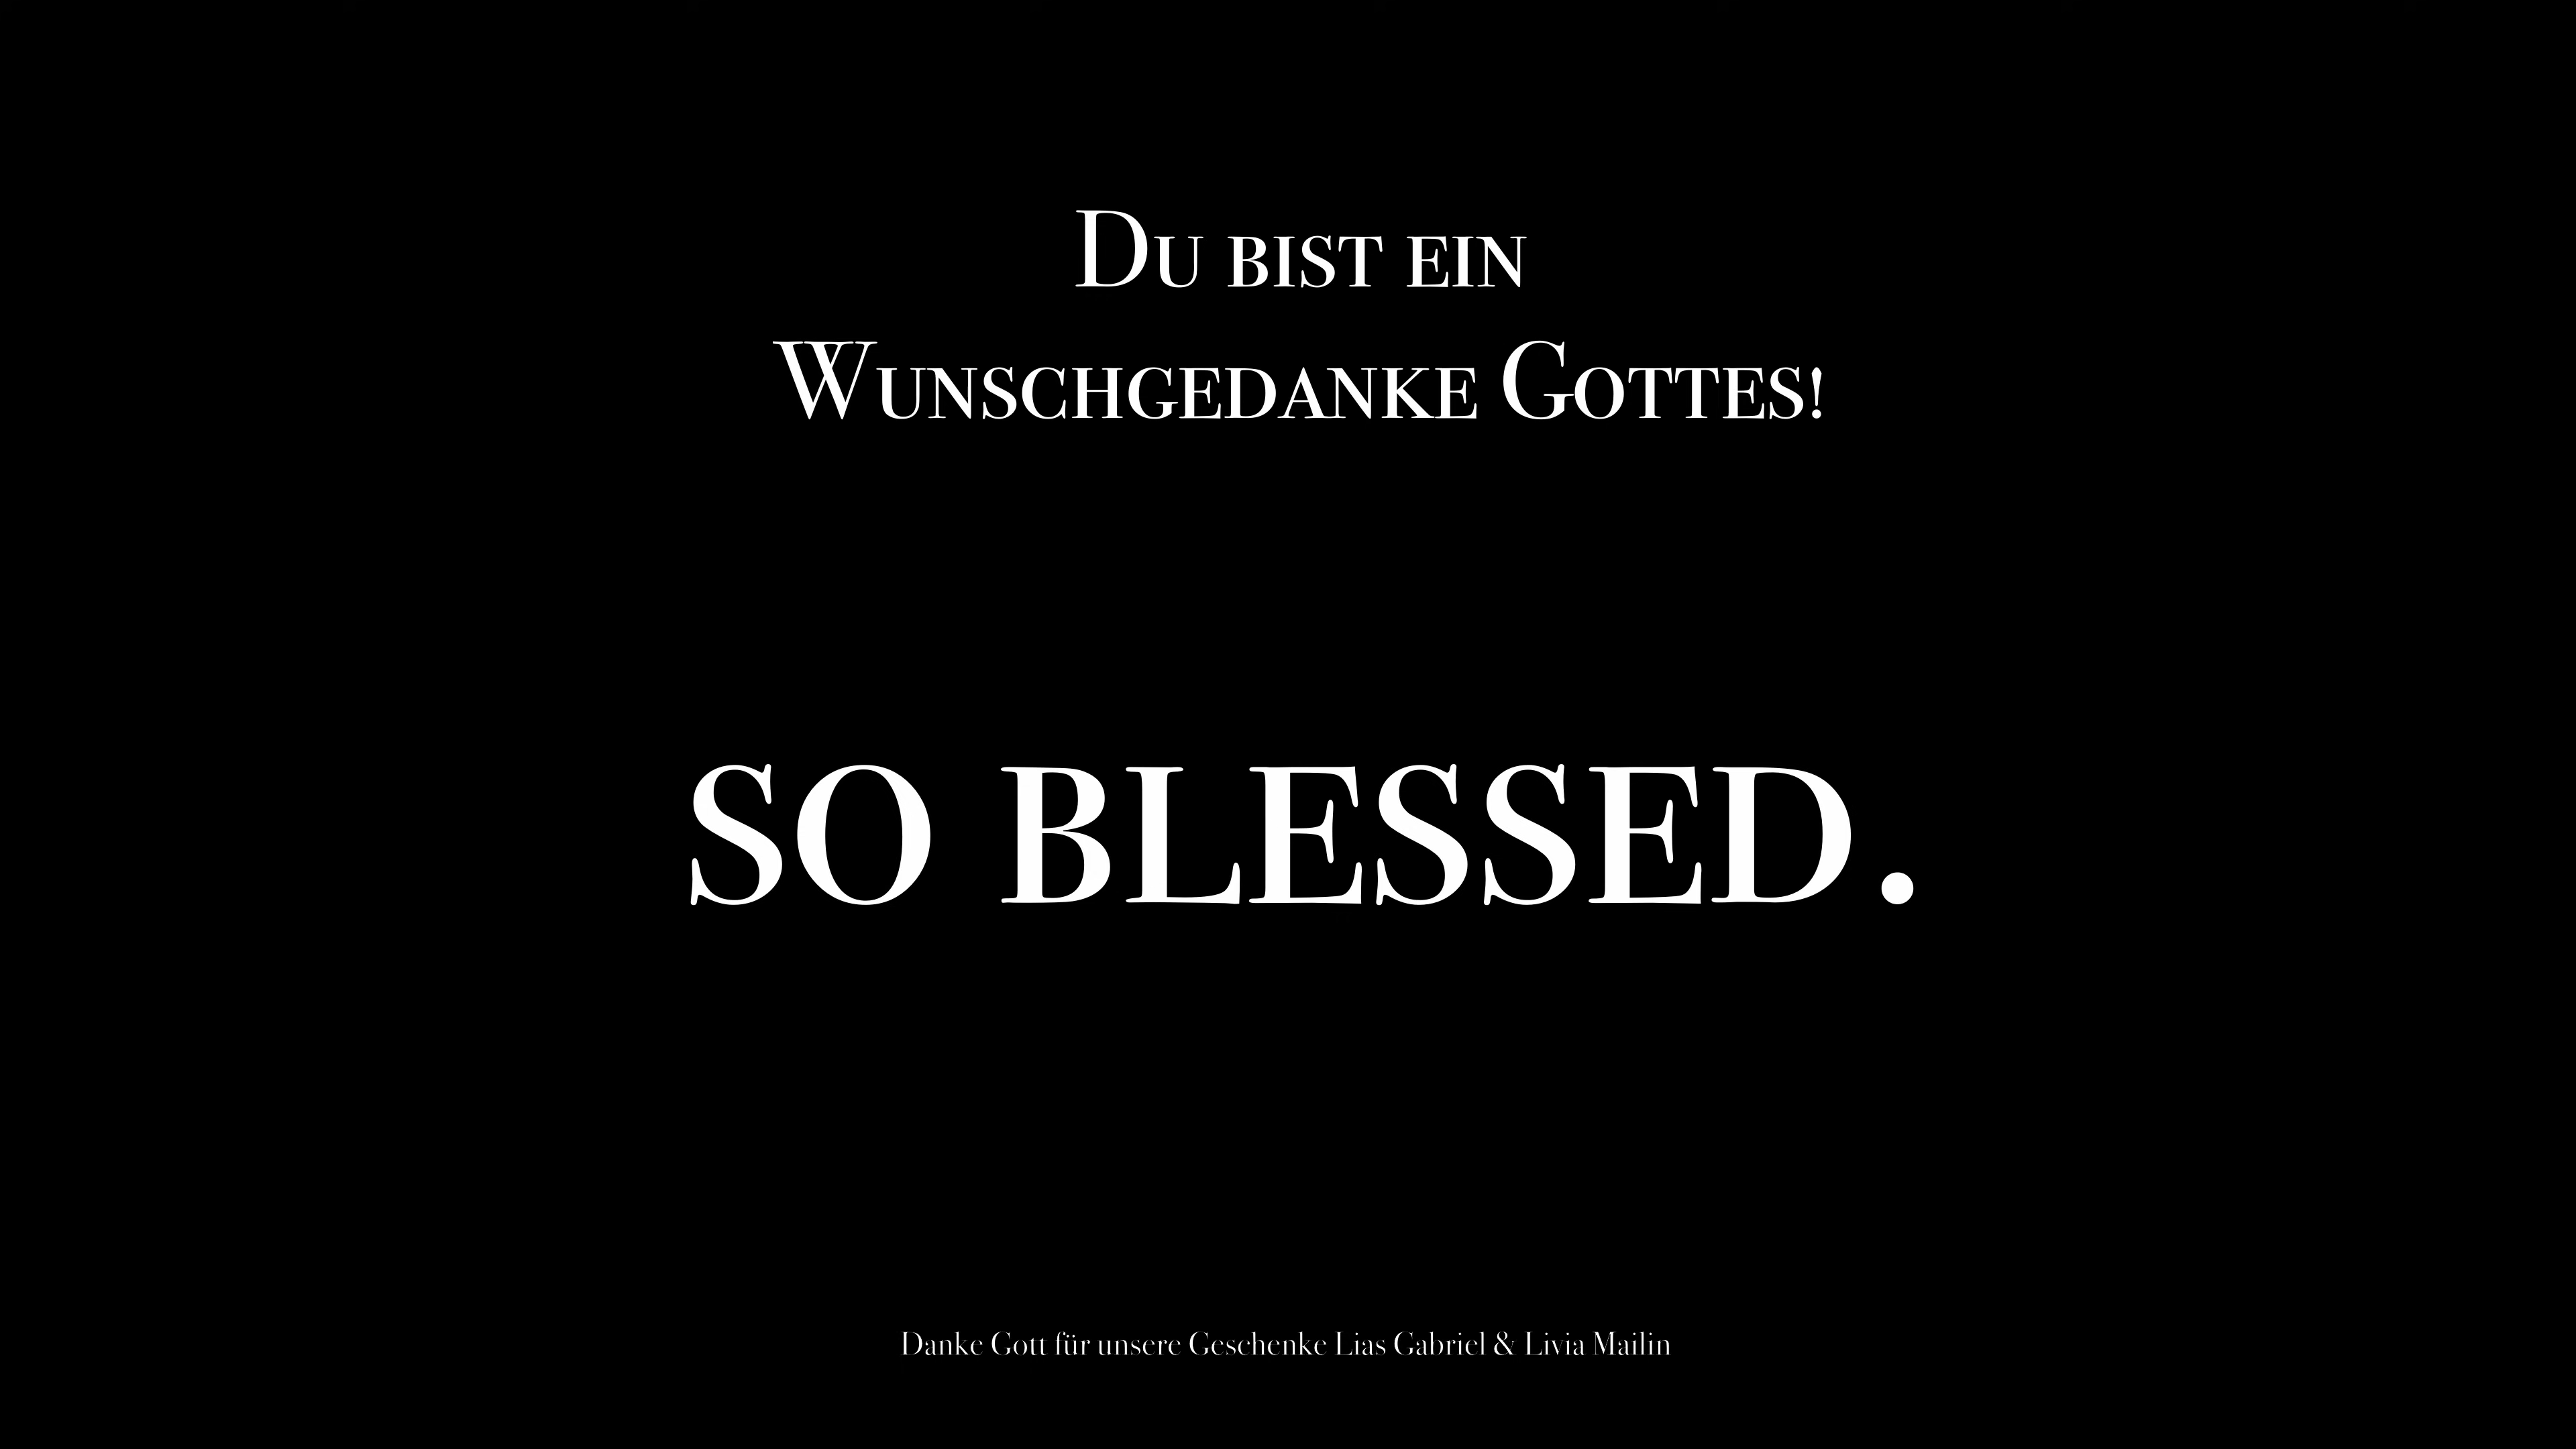 Du bist ein
Wunschgedanke Gottes!
SO BLESSED.
Danke Gott für unsere Geschenke Lias Gabriel & Livia Mailin